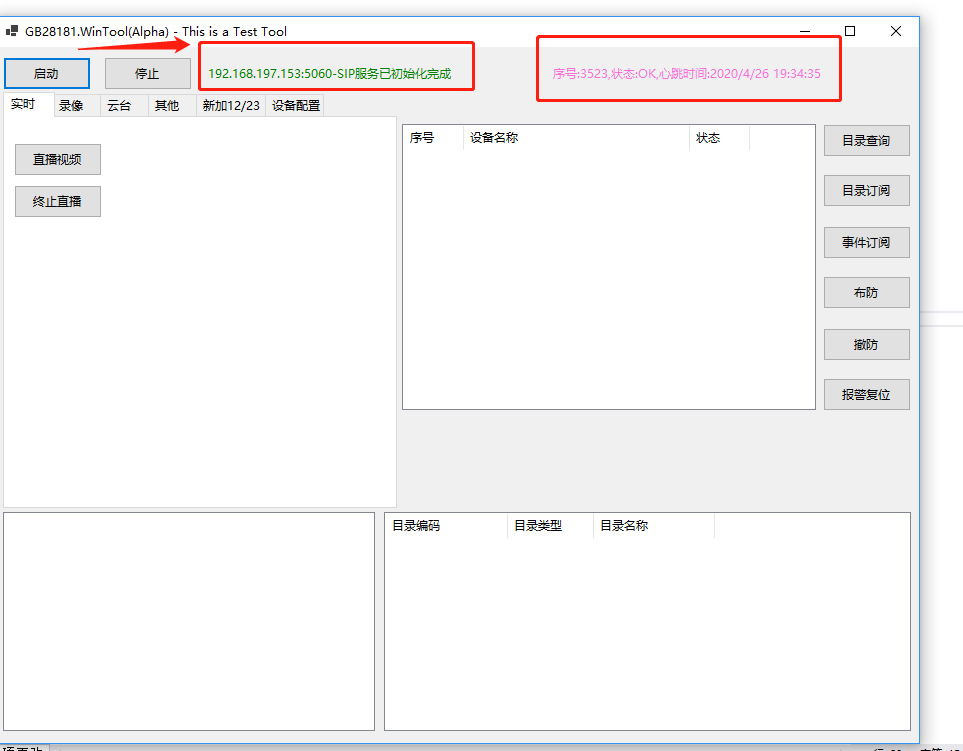 GB28181.WinTool(Alpha) - This is a Test Tool
启动
停止
192.168.197.153:5060-SIP服务已初始化完成
序号:3523,状态:OK,心跳时间:2020/4/26 19:34:35
实时 录像 云台 其他 新加12/23 设备配置
直播视频
终止直播
序号 设备名称 状态
目录查询
目录订阅
事件订阅
布防
撤防
报警复位
目录编码 目录类型 目录名称